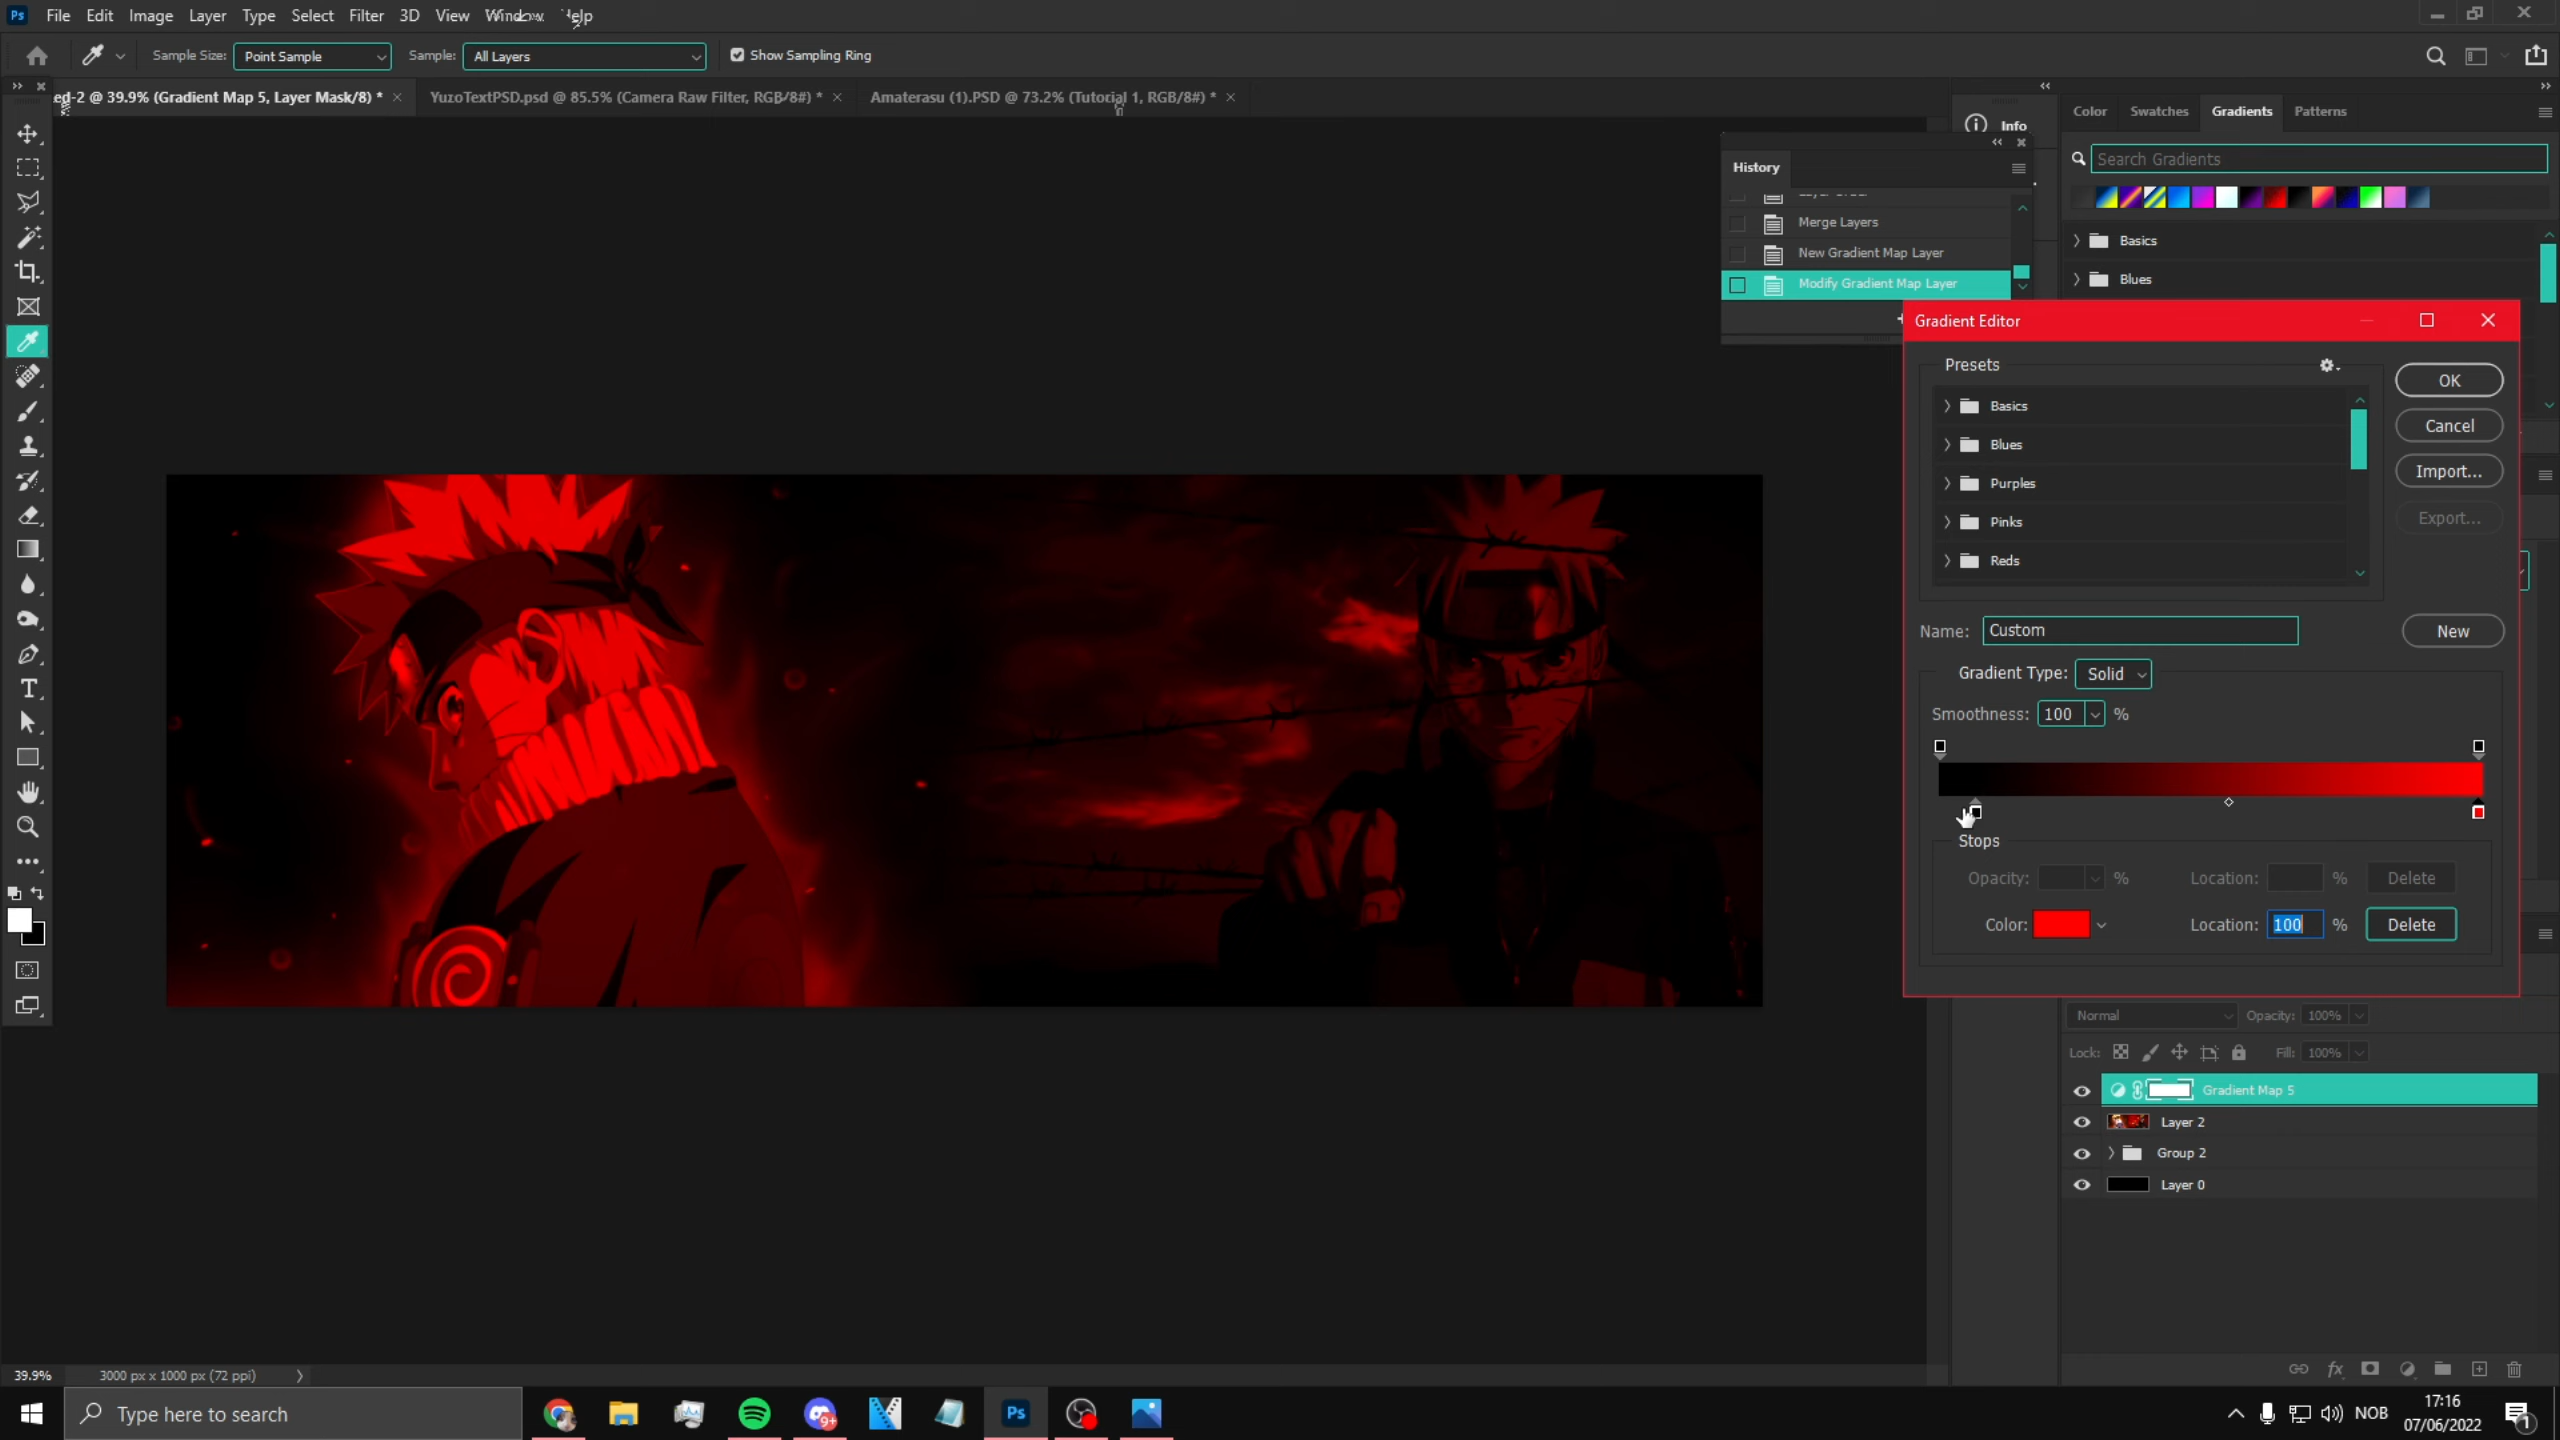 Ps File Edit Image Layer Type Select Filter 3D View Window Help
Sample Size: Point Sample Sample: All Layers Show Sampling Ring
ed-2 @ 39.9% (Gradient Map 5, Layer Mask/8) * YuzoTextPSD.psd @ 85.5% (Camera Raw Filter, RGB/8#) * Amaterasu (1).PSD @ 73.2% (Tutorial 1, RGB/8#) *
Info
Color Swatches Gradients Patterns
Search Gradients
Basics
Blues
History
Merge Layers
New Gradient Map Layer
Modify Gradient Map Layer
Gradient Editor
Presets
Basics
Blues
Purples
Pinks
Reds
OK
Cancel
Import...
Export...
Name: Custom New
Gradient Type: Solid
Smoothness: 100 %
Stops
Opacity: % Location: % Delete
Color: Location: 100 % Delete
Normal Opacity: 100%
Lock: Fill: 100%
Gradient Map 5
Layer 2
Group 2
Layer 0
39.9% 3000 px x 1000 px (72 ppi)
Type here to search
9+
Ps
NOB
17:16
07/06/2022
1